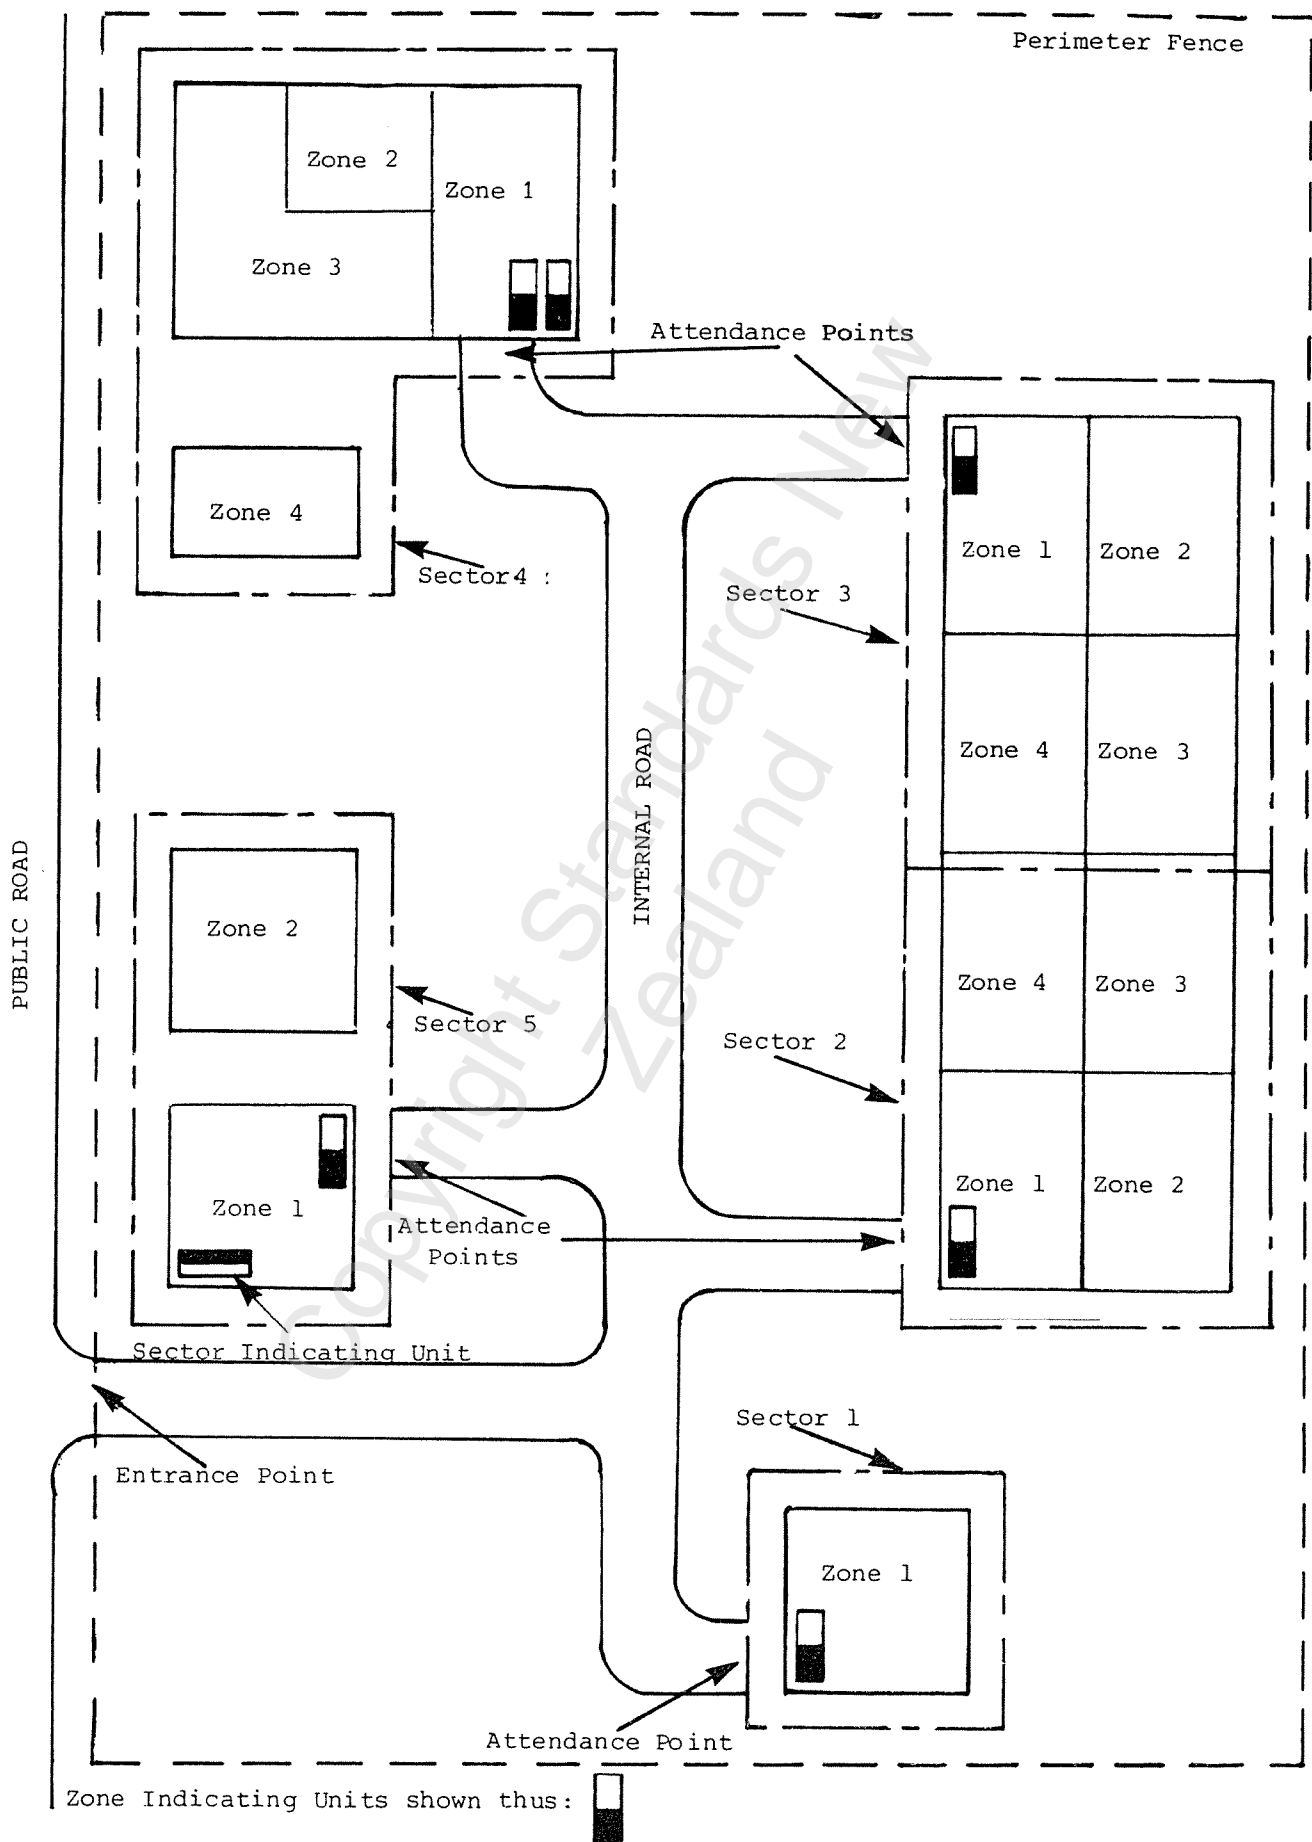 Perimeter Fence
Zone 2
Zone 1
Zone 3
Attendance Points
Zone 4
Sector4 :
Zone 1
Zone 2
Sector 3
Zone 4
Zone 3
INTERNAL ROAD
PUBLIC ROAD
Zone 2
Zone 4
Zone 3
Sector 5
Sector 2
Zone 1
Zone 1
Zone 2
Attendance
Points
Sector Indicating Unit
Sector 1
Entrance Point
Zone 1
Attendance Point
Zone Indicating Units shown thus:
Copyright Standards New
Zealand